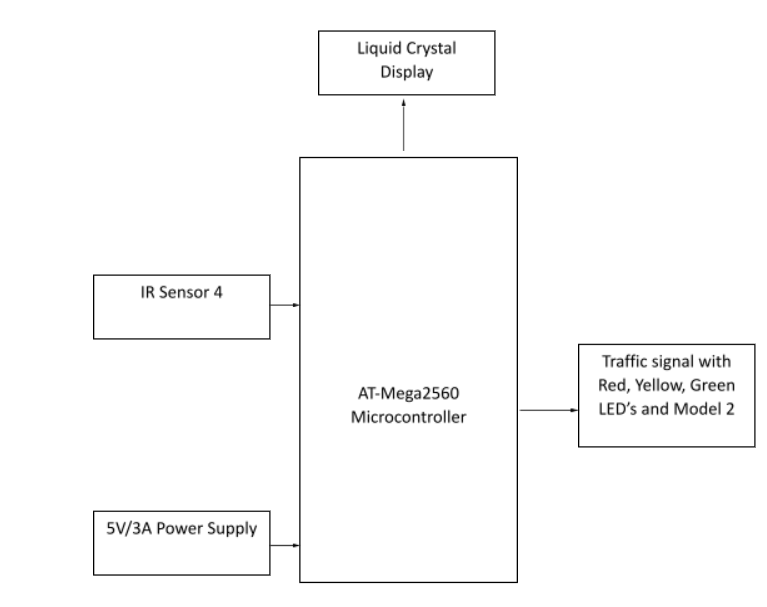 Liquid Crystal
Display
IR Sensor 4
AT-Mega2560
Microcontroller
Traffic signal with
Red, Yellow, Green
LED’s and Model 2
5V/3A Power Supply